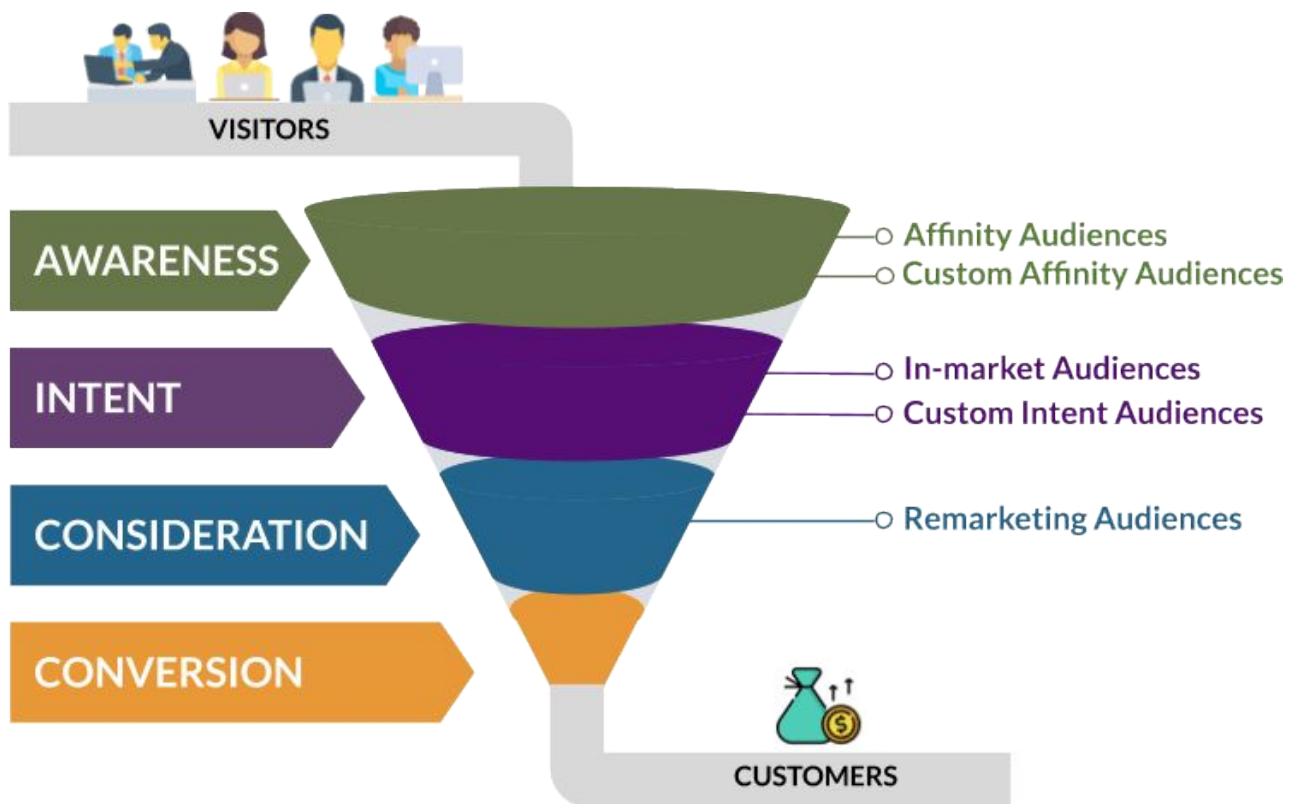 VISITORS
AWARENESS
Affinity Audiences
Custom Affinity Audiences
INTENT
In-market Audiences
Custom Intent Audiences
CONSIDERATION
Remarketing Audiences
CONVERSION
$
CUSTOMERS